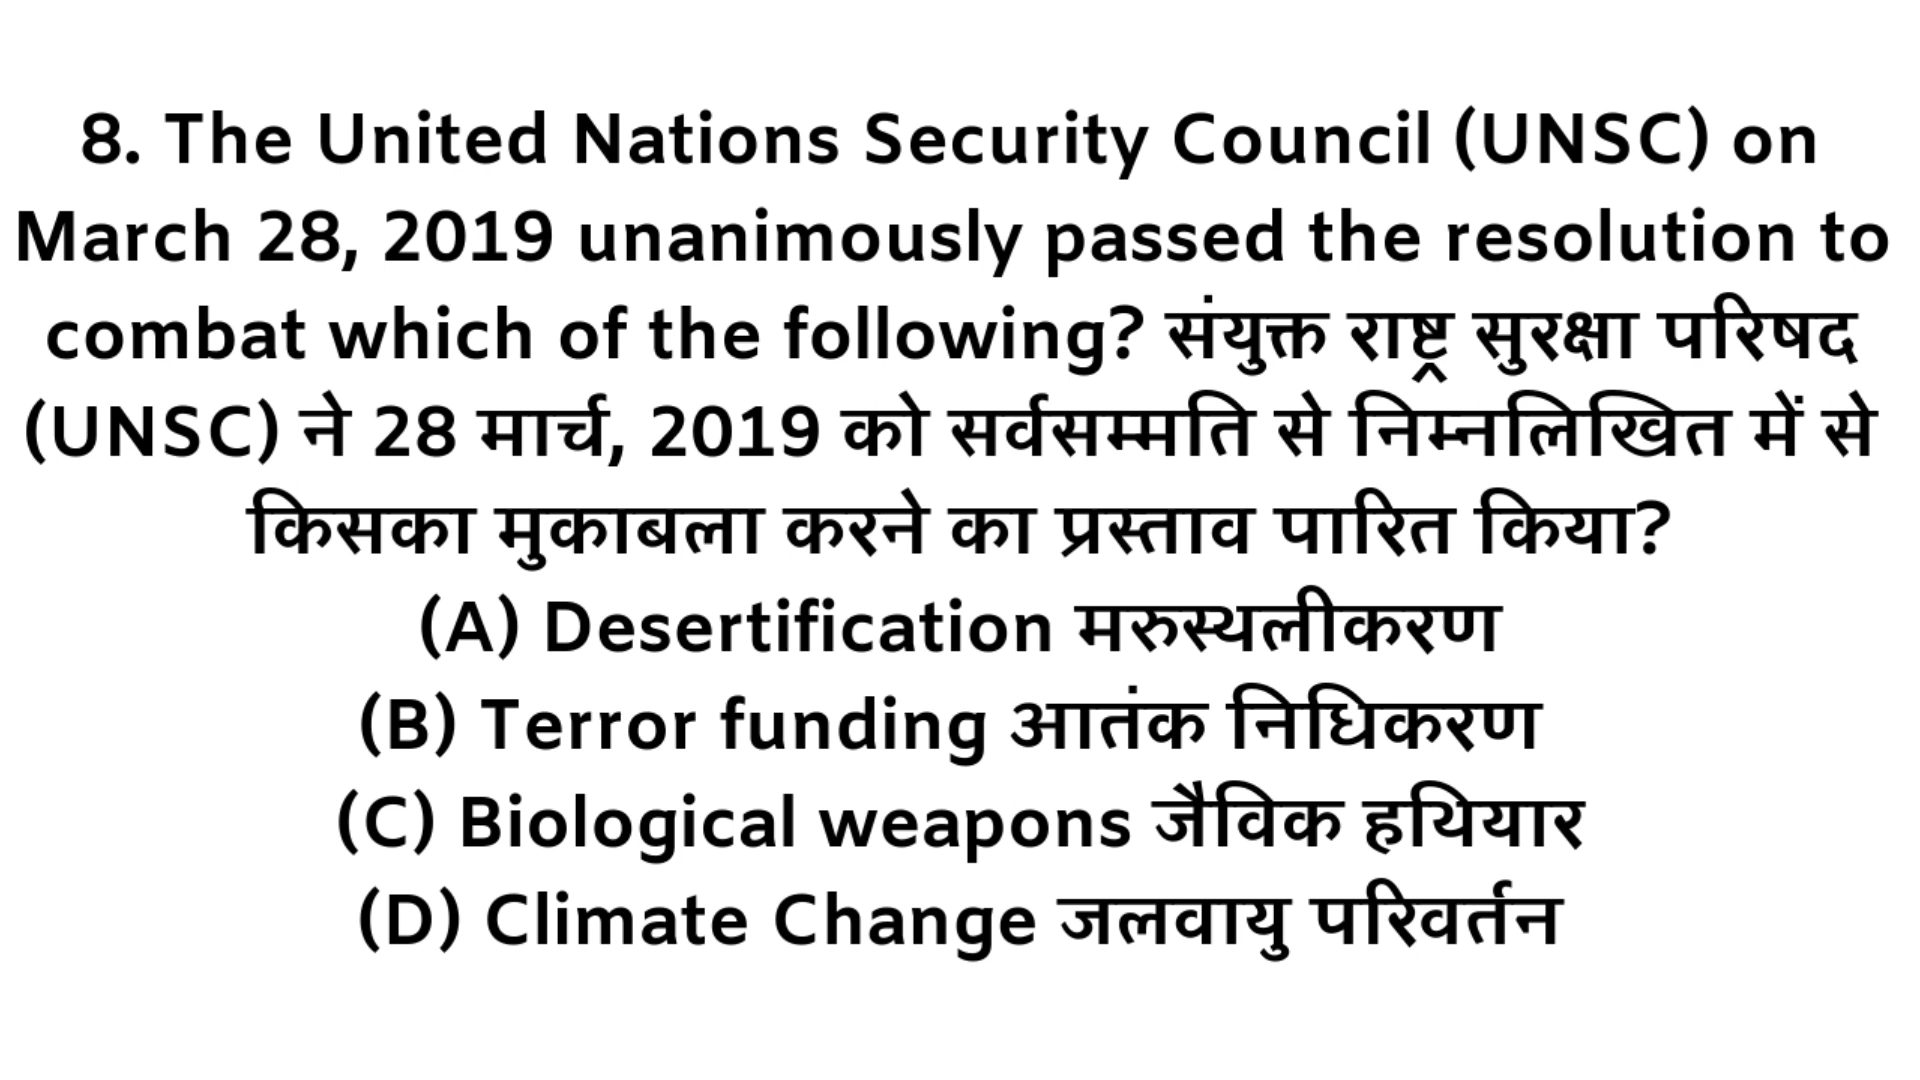 8. The United Nations Security Council (UNSC) on
March 28, 2019 unanimously passed the resolution to
combat which of the following? संयुक्त राष्ट्र सुरक्षा परिषद
(UNSC) ने 28 मार्च, 2019 को सर्वसम्मति से निम्नलिखित में से
किसका मुकाबला करने का प्रस्ताव पारित किया?
(A) Desertification मरुस्थलीकरण
(B) Terror funding आतंक निधिकरण
(C) Biological weapons जैविक हथियार
(D) Climate Change जलवायु परिवर्तन